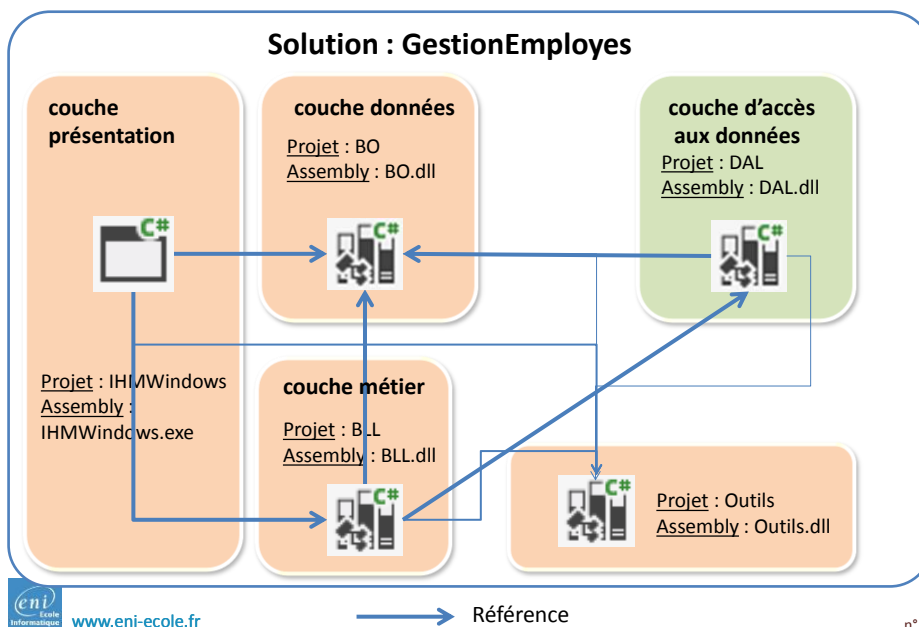 Solution : GestionEmployes
couche
présentation
couche données
Projet : BO
Assembly : BO.dll
couche d'accès
aux données
Projet : DAL
Assembly : DAL.dll
C#
C#
C#
Projet : IHMWindows
Assembly :
IHMWindows.exe
couche métier
Projet : BLL
Assembly : BLL.dll
C#
C#
Projet : Outils
Assembly : Outils.dll
eni
Ecole
Informatique
www.eni-ecole.fr
Référence
n°